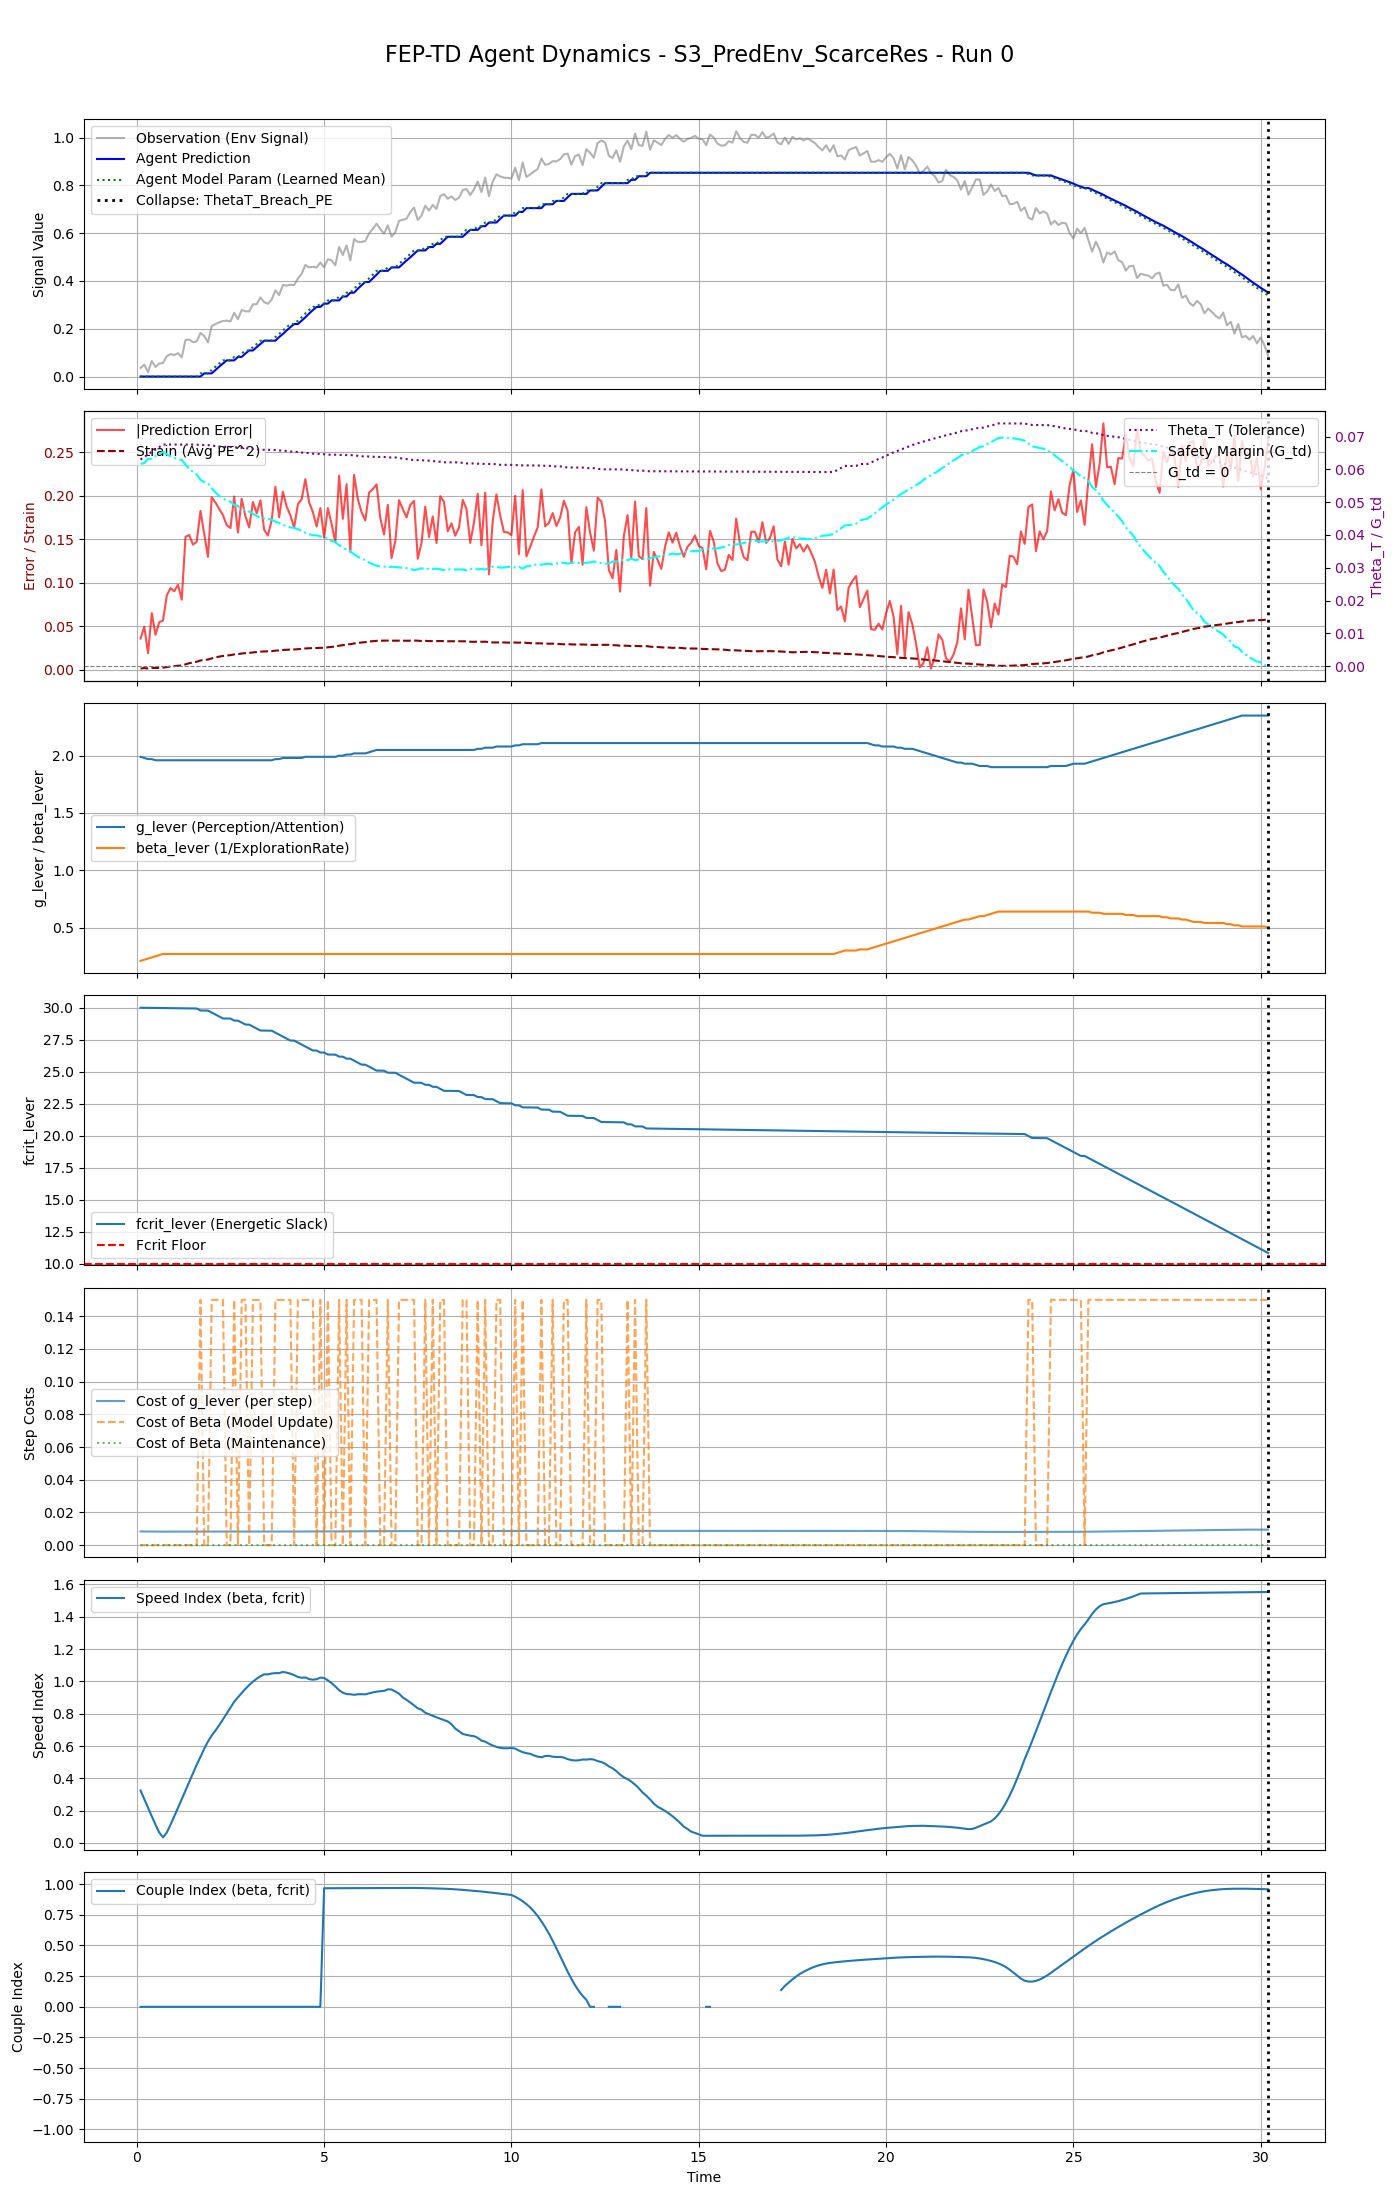 FEP-TD Agent Dynamics - S3_PredEnv_ScarceRes - Run 0
Observation (Env Signal)
Agent Prediction
Agent Model Param (Learned Mean)
Collapse: ThetaT_Breach_PE
Signal Value
1.0
0.8
0.6
0.4
0.2
0.0
|Prediction Error|
Strain (Avg PE^2)
Theta_T (Tolerance)
Safety Margin (G_td)
G_td = 0
Error / Strain
0.25
0.20
0.15
0.10
0.05
0.00
Theta_T / G_td
0.07
0.06
0.05
0.04
0.03
0.02
0.01
0.00
g_lever / beta_lever
2.0
1.5
1.0
0.5
g_lever (Perception/Attention)
beta_lever (1/ExplorationRate)
fcrit_lever
30.0
27.5
25.0
22.5
20.0
17.5
15.0
12.5
10.0
fcrit_lever (Energetic Slack)
Fcrit Floor
Step Costs
0.14
0.12
0.10
0.08
0.06
0.04
0.02
0.00
Cost of g_lever (per step)
Cost of Beta (Model Update)
Cost of Beta (Maintenance)
Speed Index
1.6
1.4
1.2
1.0
0.8
0.6
0.4
0.2
0.0
Speed Index (beta, fcrit)
Couple Index
1.00
0.75
0.50
0.25
0.00
−0.25
−0.50
−0.75
−1.00
Couple Index (beta, fcrit)
0 5 10 15 20 25 30
Time